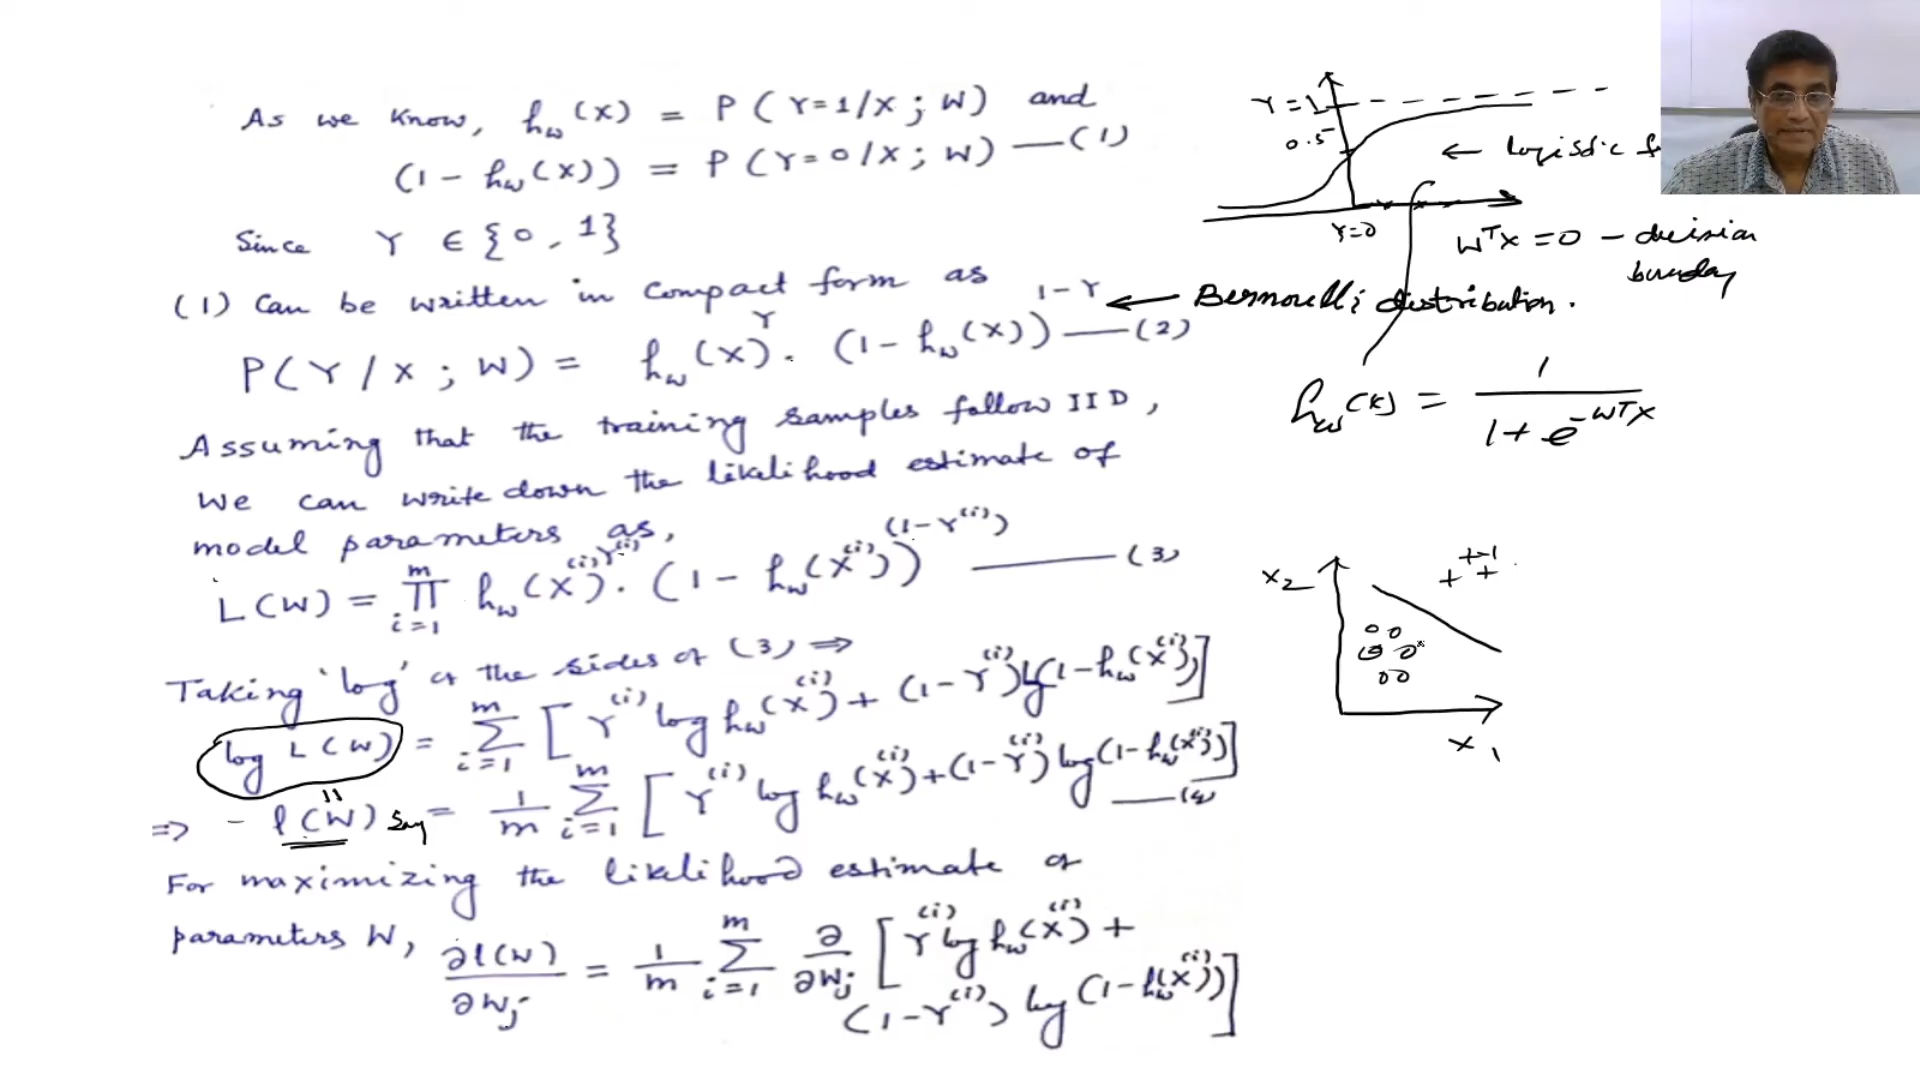 As we know, h_w(X) = P(Y=1/X; W) and
(1 - h_w(X)) = P(Y=0/X; W) —(1)
Since Y ∈ {0, 1}
(1) Can be written in compact form as
P(Y/X; W) = h_w(X)^Y . (1 - h_w(X))^{1-Y} —(2)
Assuming that the training samples follow IID,
we can write down the likelihood estimate of
model parameters as,
L(W) = ∏_{i=1}^{m} h_w(X^{(i)})^{Y^{(i)}} . (1 - h_w(X^{(i)}))^{(1-Y^{(i)})} —(3)
Taking 'log' of the sides of (3) ⇒
log L(W) = ∑_{i=1}^{m} [Y^{(i)} log h_w(X^{(i)}) + (1-Y^{(i)}) log(1-h_w(X^{(i)}))]
⇒ - l(W) say = 1/m ∑_{i=1}^{m} [Y^{(i)} log h_w(X^{(i)}) + (1-Y^{(i)}) log(1-h_w(X^{(i)}))] —(4)
For maximizing the likelihood estimate of
parameters W, ∂l(W)/∂W_j = 1/m ∑_{i=1}^{m} ∂/∂W_j [Y^{(i)} log h_w(X^{(i)}) +
(1-Y^{(i)}) log(1-h_w(X^{(i)}))]
Y=1
0.5
← Logistic f
Y=0
W^T X = 0 - decision
boundary
← Bernoulli distribution.
h_w(x) = 1/(1+e^{-W^T X})
X_2
+-1
+ +
X_1